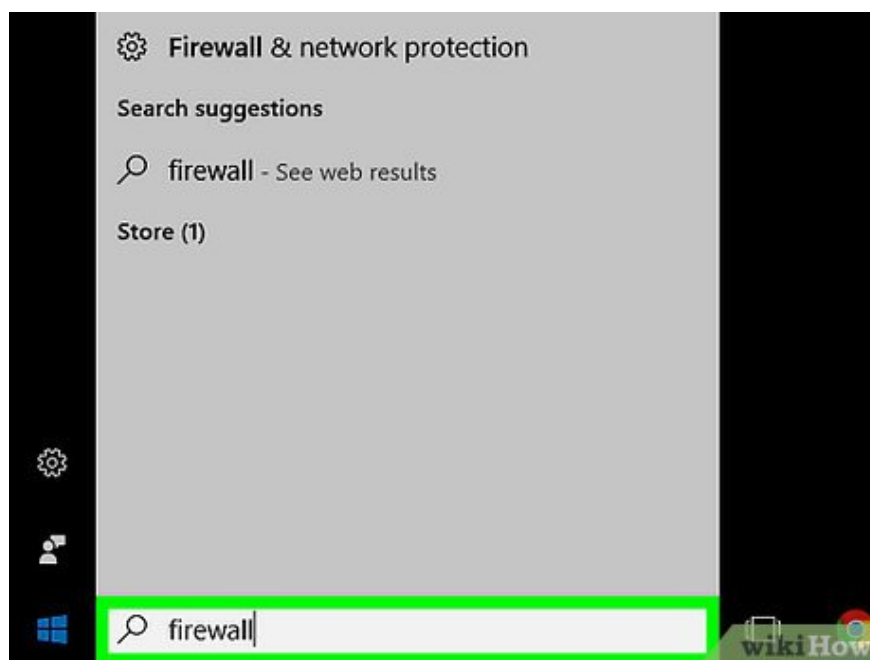 Firewall & network protection
Search suggestions
firewall - See web results
Store (1)
firewall
wikiHow